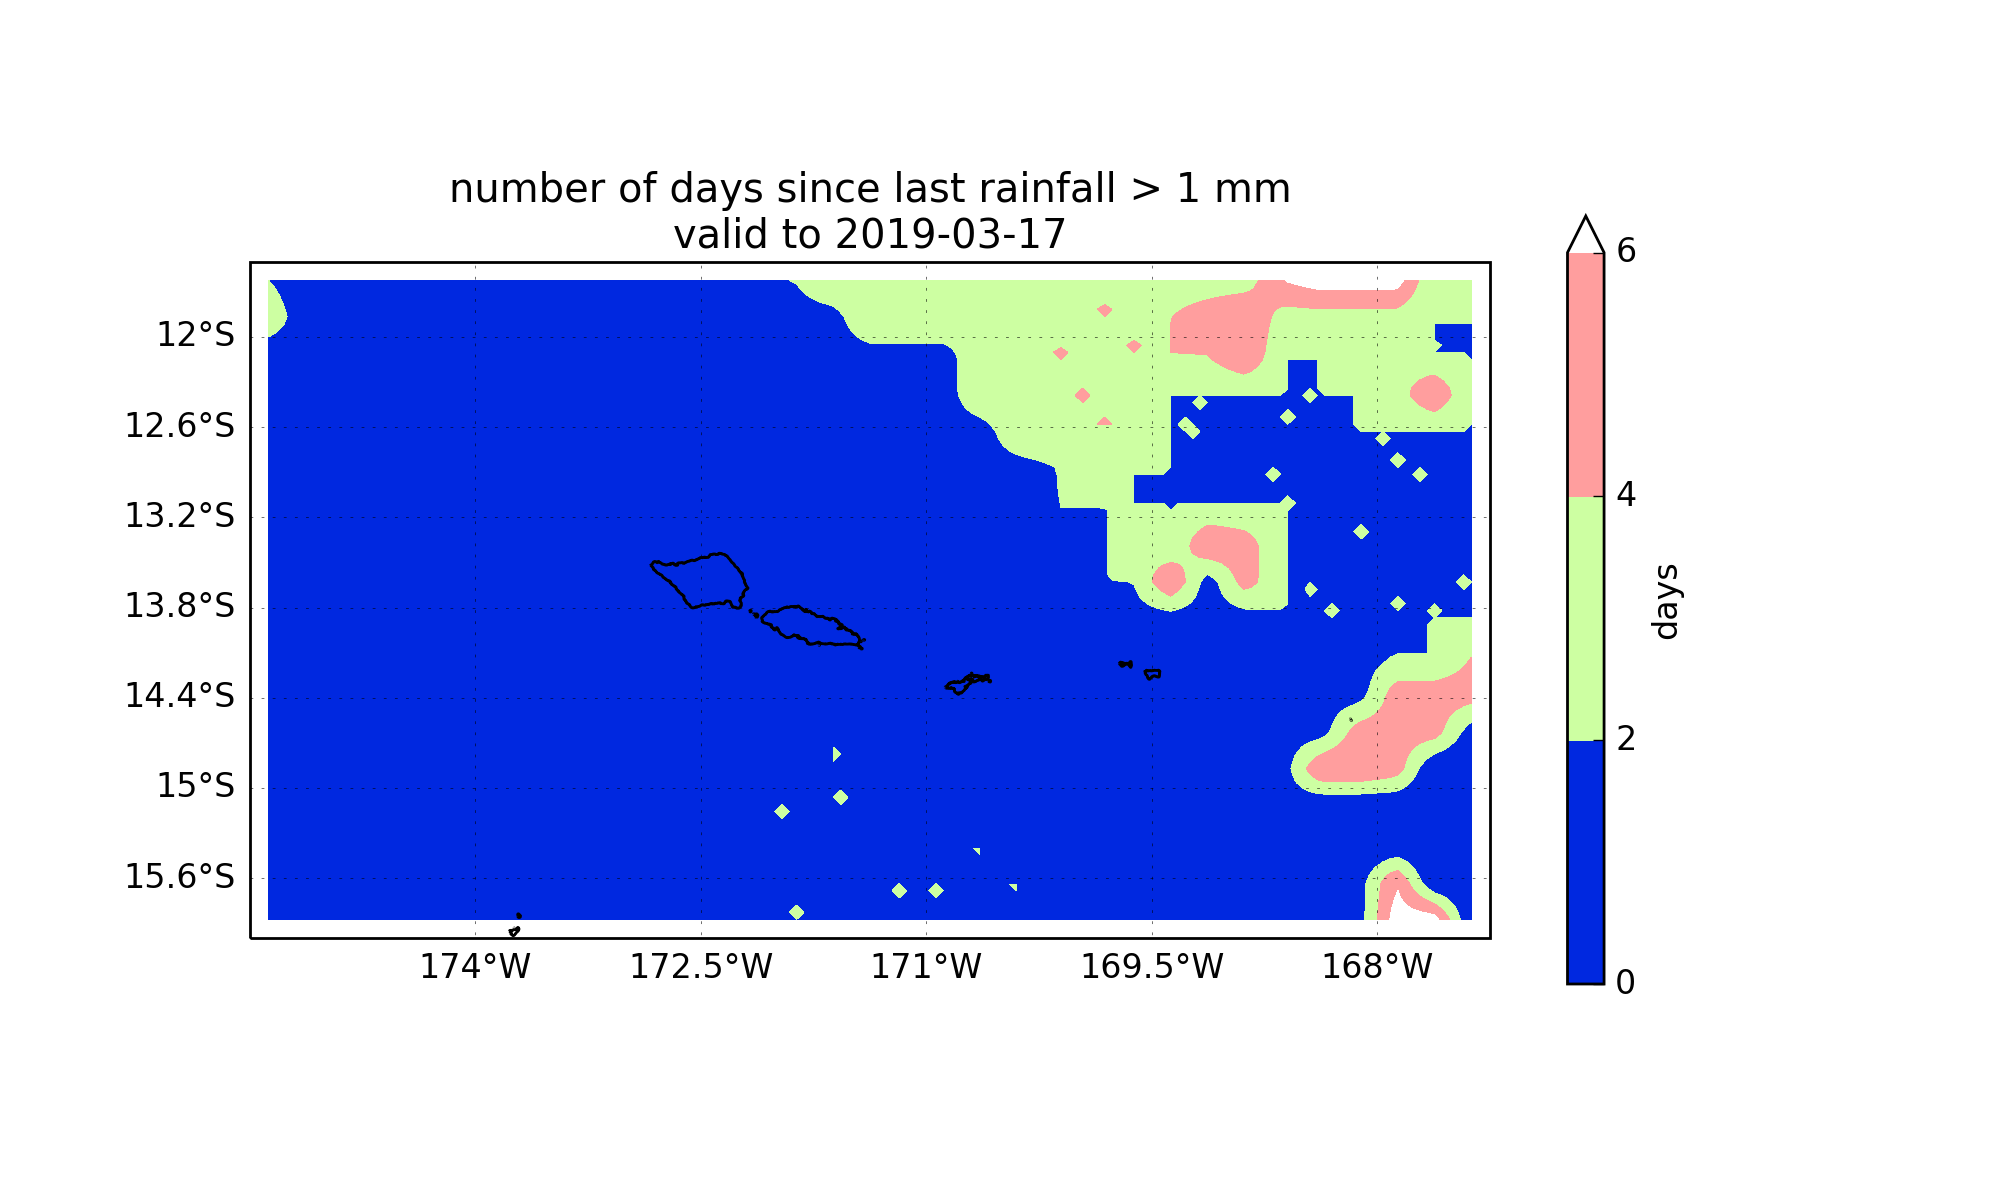 number of days since last rainfall > 1 mm
valid to 2019-03-17
12°S
12.6°S
13.2°S
13.8°S
14.4°S
15°S
15.6°S
174°W 172.5°W 171°W 169.5°W 168°W
6
4
2
0
days